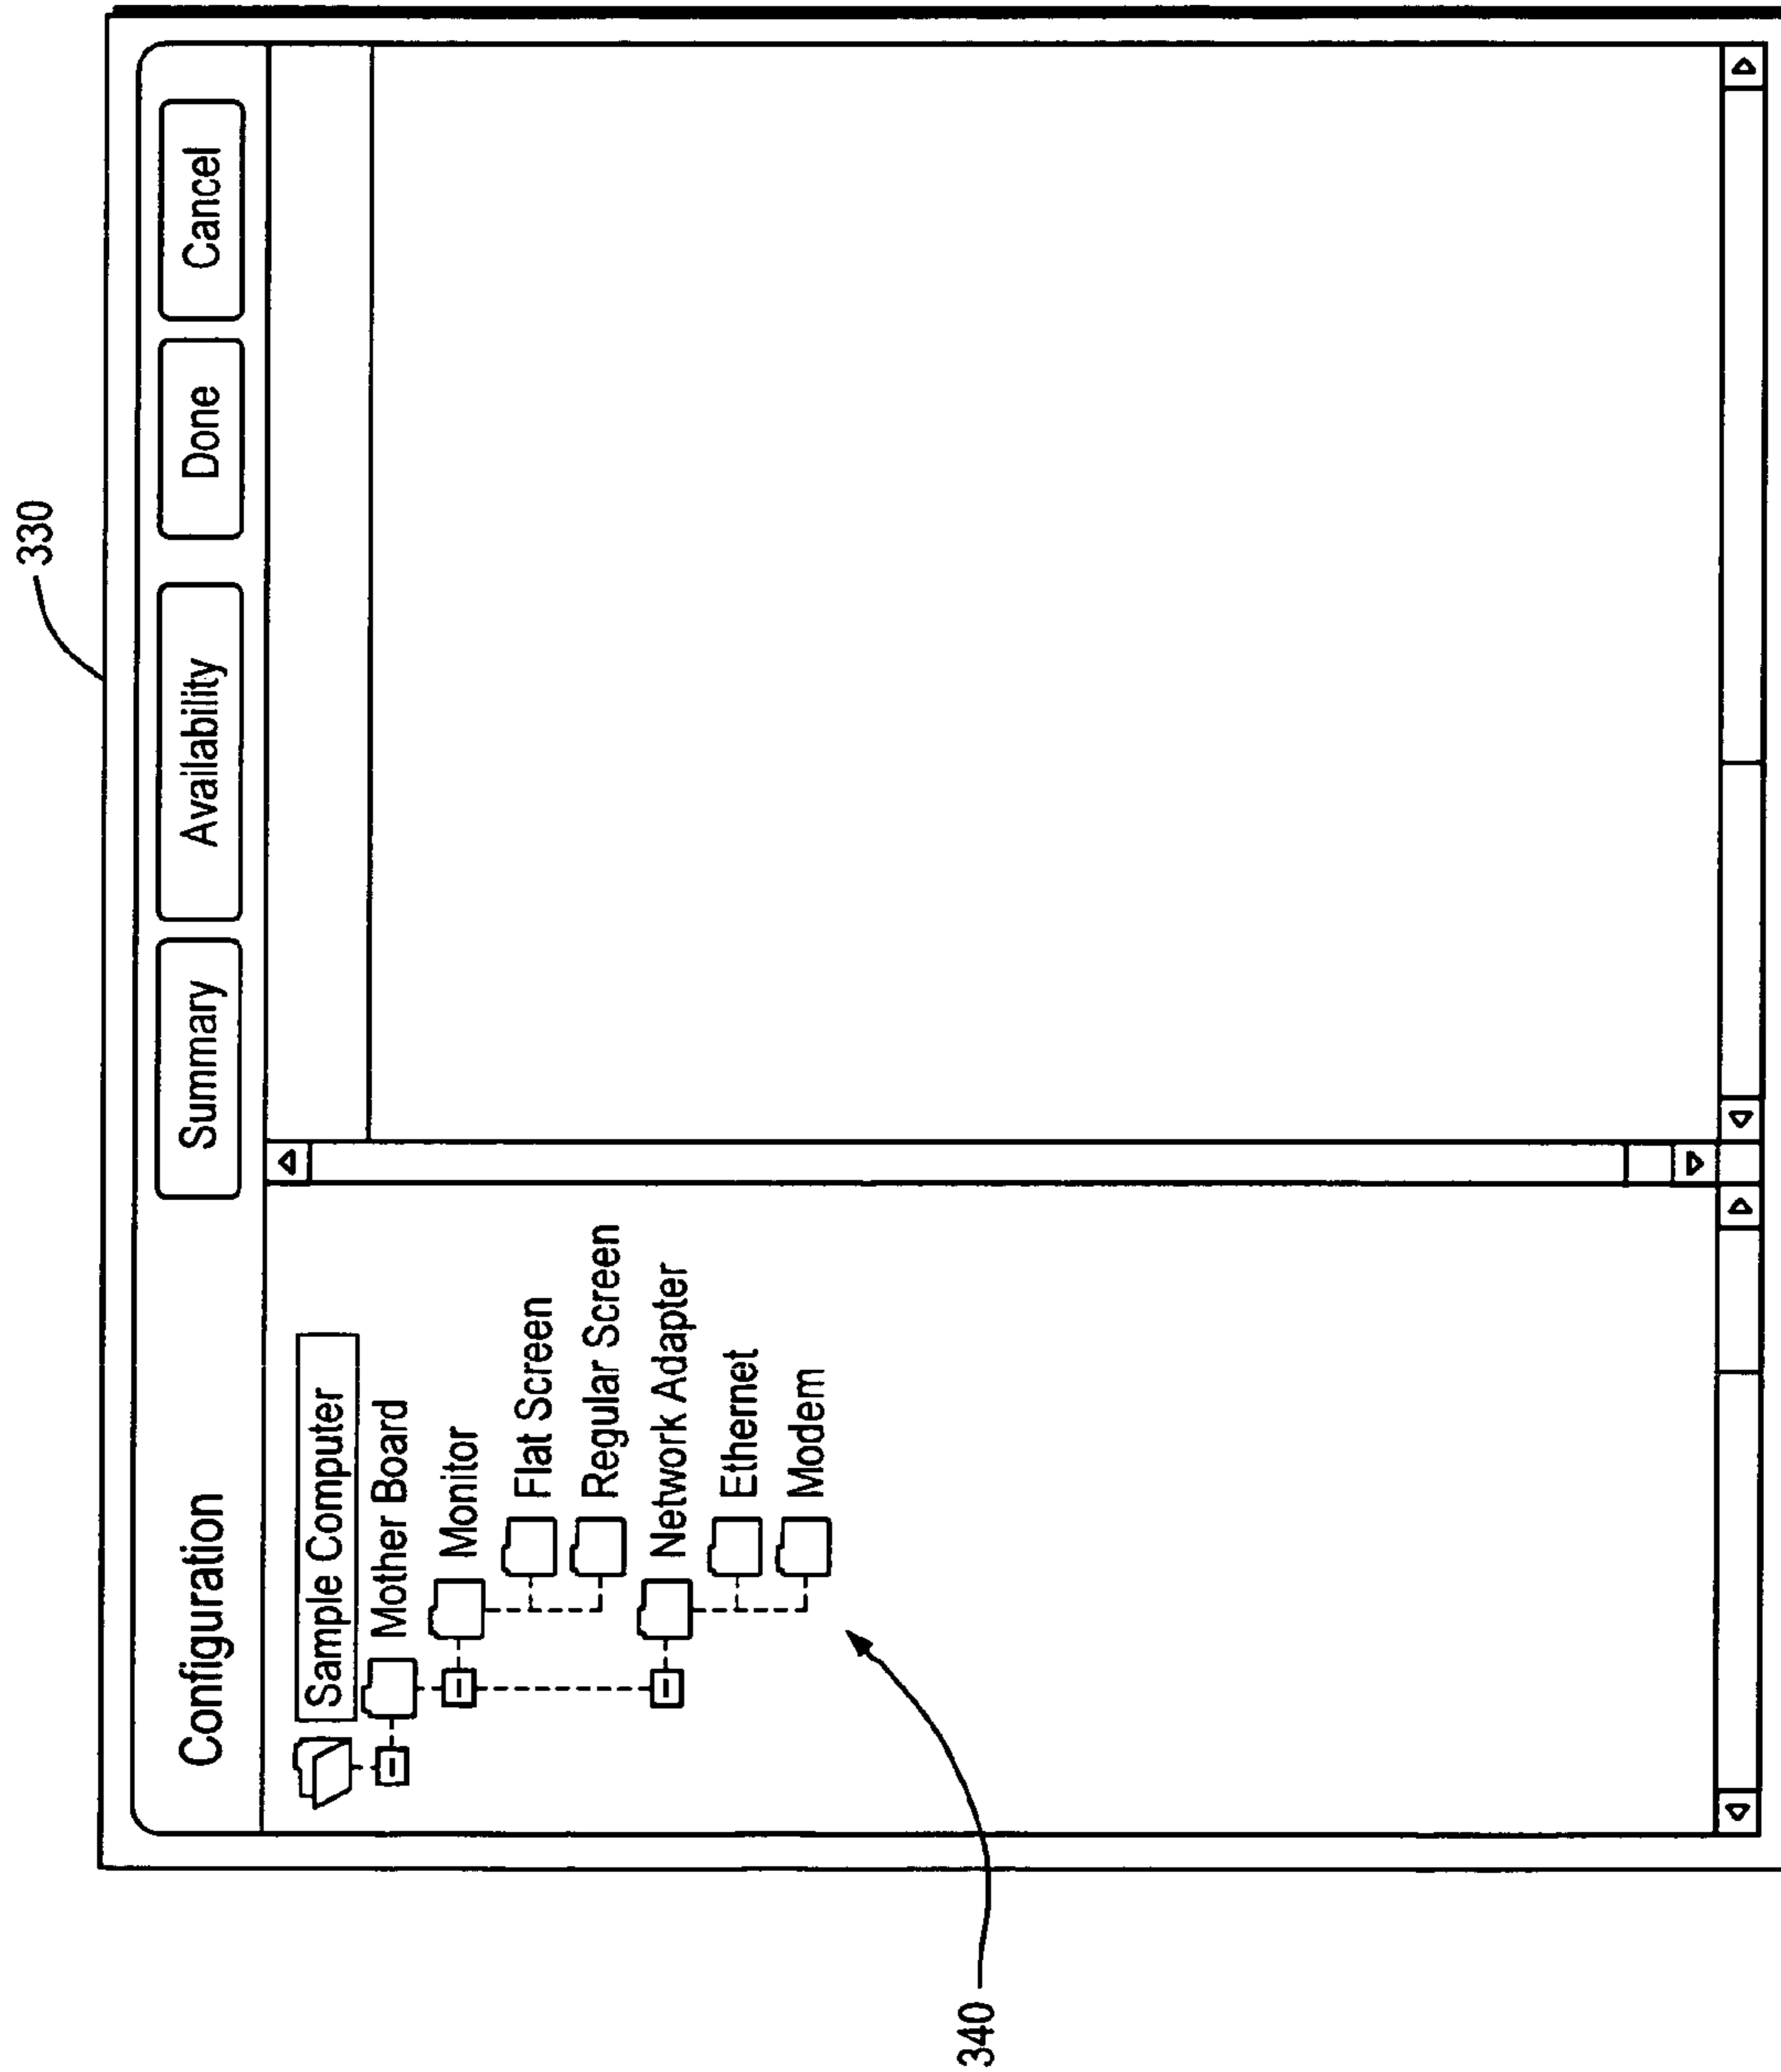 330
Configuration
Summary
Availability
Done
Cancel
Sample Computer
Mother Board
Monitor
Flat Screen
Regular Screen
Network Adapter
Ethernet
Modem
340